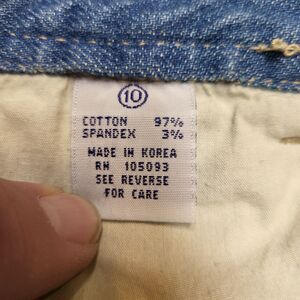 10
COTTON 97%
SPANDEX 3%
MADE IN KOREA
RN 105093
SEE REVERSE
FOR CARE